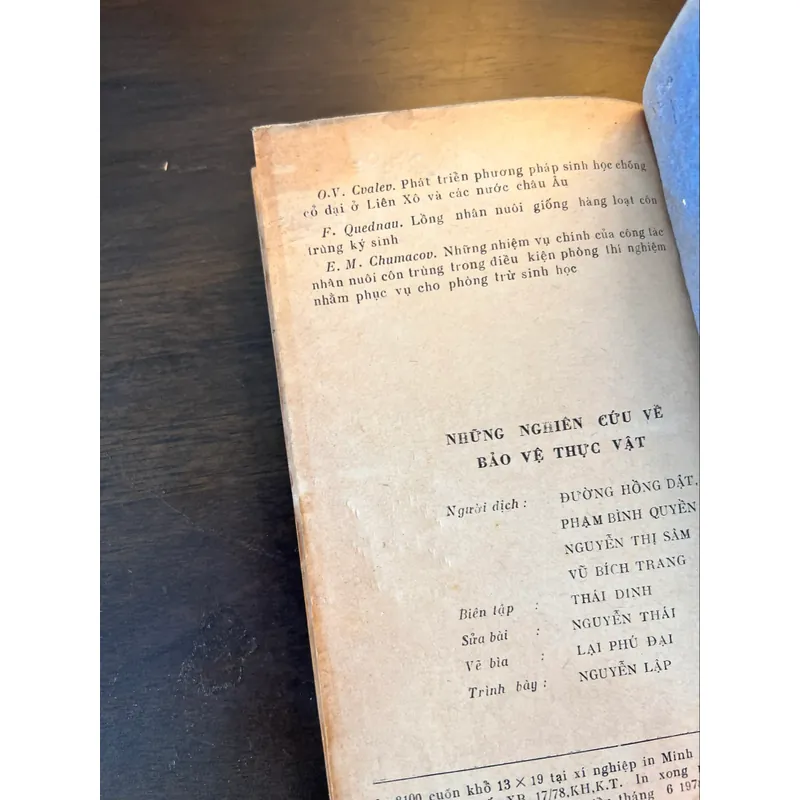 O.V. Cvalev. Phát triển phương pháp sinh học chống
cỏ dại ở Liên Xô và các nước châu Âu
F. Quednau. Lồng nhân nuôi giống hàng loạt côn
trùng ký sinh
E. M. Chumacov. Những nhiệm vụ chính của công tác
nhân nuôi côn trùng trong điều kiện phòng thí nghiệm
nhằm phục vụ cho phòng trừ sinh học
NHỮNG NGHIÊN CỨU VỀ
BẢO VỆ THỰC VẬT
Người dịch : ĐƯỜNG HỒNG DẬT,
PHẠM BÌNH QUYỀN
NGUYỄN THỊ SÂM
VŨ BÍCH TRANG
Biên tập : THÁI DINH
Sửa bài : NGUYỄN THÁI
Vẽ bìa : LẠI PHÚ ĐẠI
Trình bày : NGUYỄN LẬP
8100 cuốn khổ 13 × 19 tại xí nghiệp in Minh
XB 17/78,KH,K.T. In xong
tháng 6 197